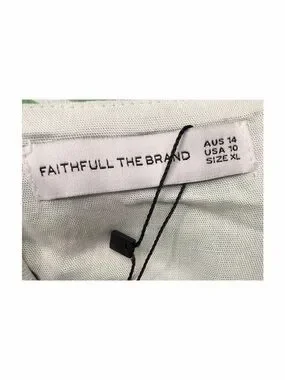 FAITHFULL THE BRAND
AUS 14
USA 10
SIZE XL